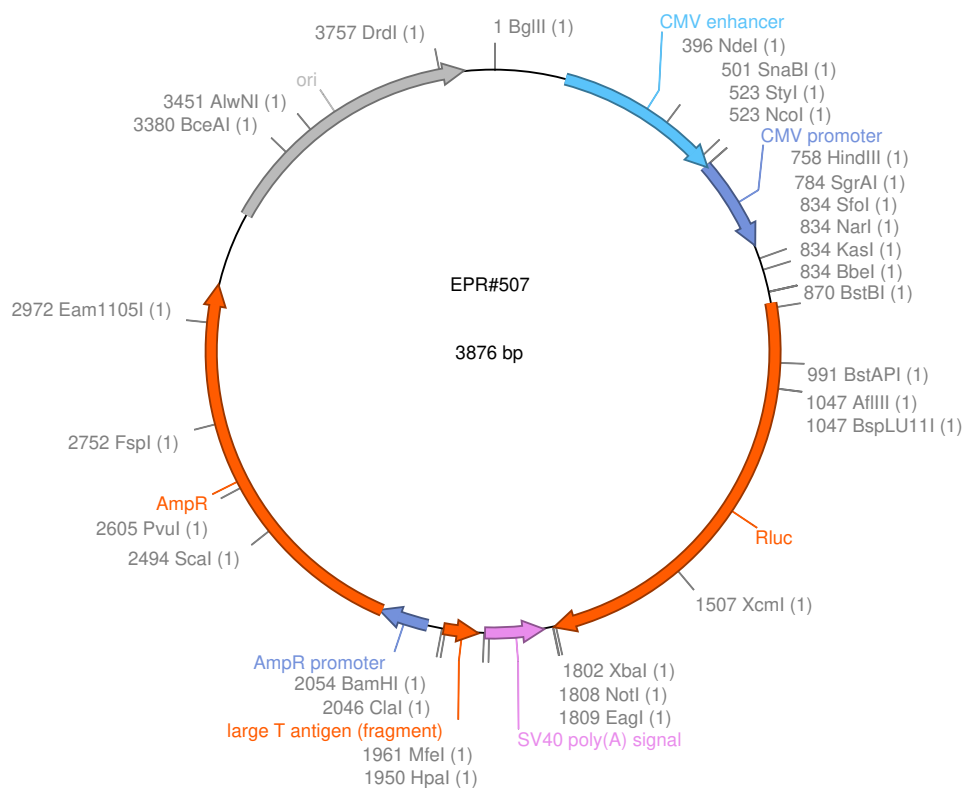 3757 DrdI (1)
1 BglII (1)
CMV enhancer
396 NdeI (1)
501 SnaBI (1)
523 StyI (1)
523 NcoI (1)
CMV promoter
758 HindIII (1)
784 SgrAI (1)
834 SfoI (1)
834 NarI (1)
834 KasI (1)
834 BbeI (1)
870 BstBI (1)
ori
3451 AlwNI (1)
3380 BceAI (1)
EPR#507
3876 bp
2972 Eam1105I (1)
991 BstAPI (1)
1047 AflIII (1)
1047 BspLU11I (1)
2752 FspI (1)
AmpR
2605 PvuI (1)
2494 ScaI (1)
Rluc
1507 XcmI (1)
AmpR promoter
2054 BamHI (1)
2046 ClaI (1)
large T antigen (fragment)
1961 MfeI (1)
1950 HpaI (1)
1802 XbaI (1)
1808 NotI (1)
1809 EagI (1)
SV40 poly(A) signal